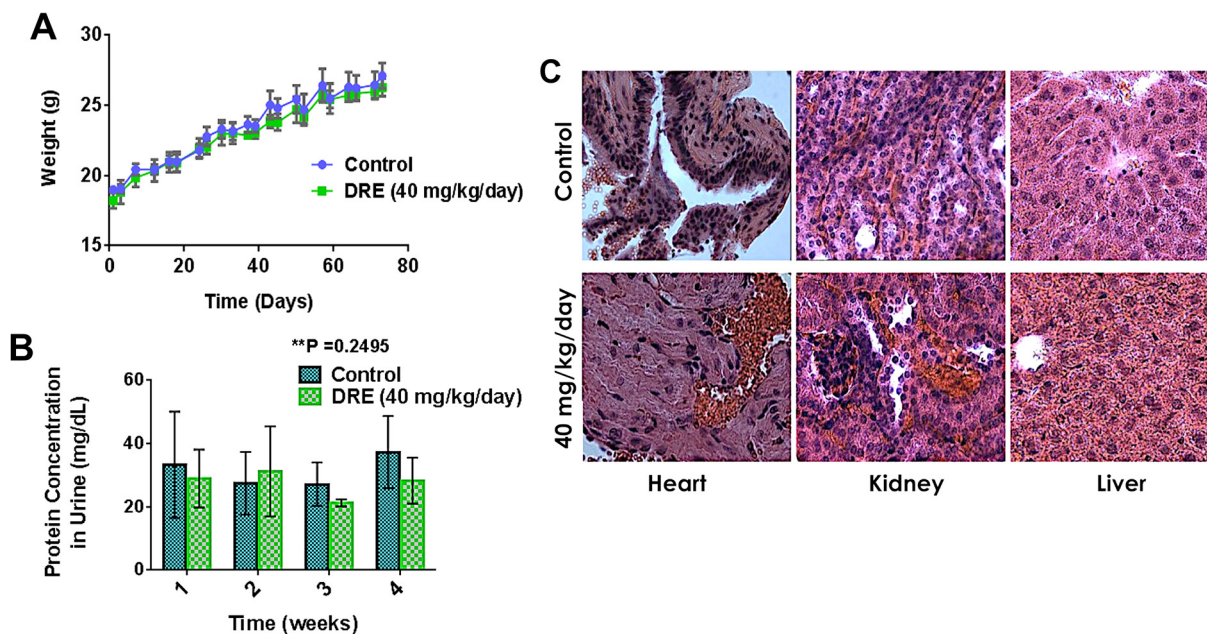 A
30
25
20
15
Weight (g)
Control
DRE (40 mg/kg/day)
0
20
40
60
80
Time (Days)
B
**P =0.2495
Control
DRE (40 mg/kg/day)
60
40
20
0
Protein Concentration
in Urine (mg/dL)
1
2
3
4
Time (weeks)
C
Control
40 mg/kg/day
Heart
Kidney
Liver